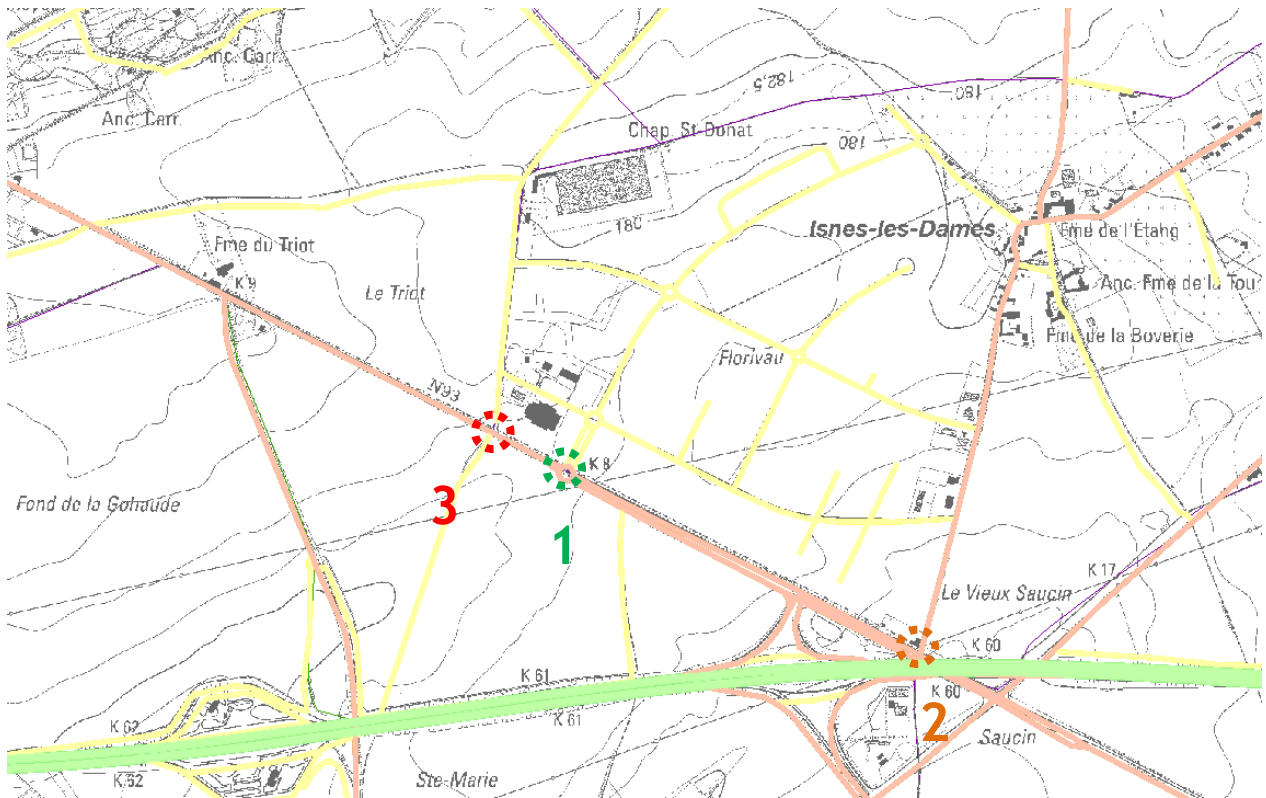 Anc. Carr.
Anc. Carr.
182,5
180
Chap. St-Donat
180
180
Isnes-les-Dames
Fme de l'Étang
Fme du Triot
K 9
Le Triot
Anc. Fme de la Tou
Florivau
Fme de la Boverie
N93
K 8
Fond de la Gohaude
3
1
K 17
Le Vieux Saucin
K 60
K 61
K 60
K 61
2
K 62
Saucin
K 62
Ste-Marie